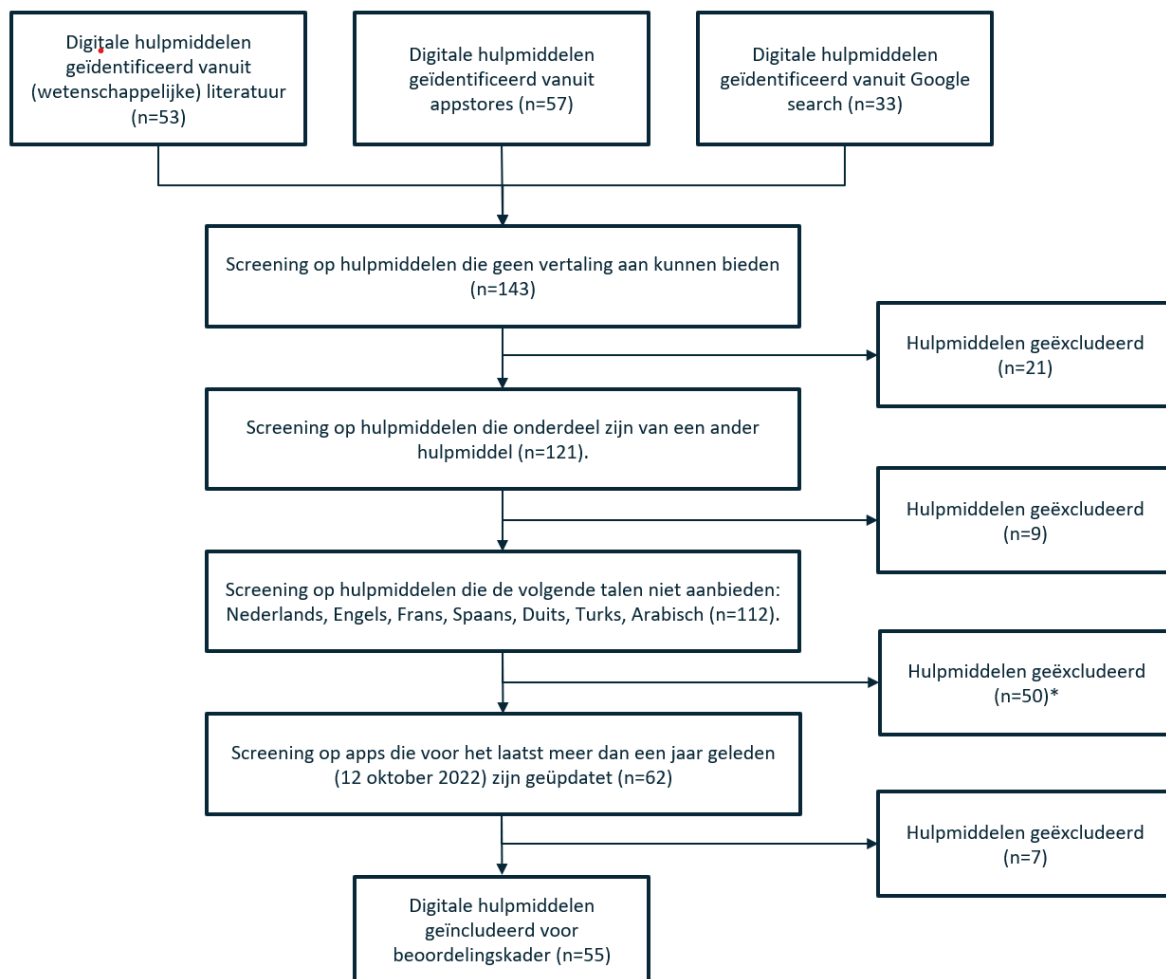 Digitale hulpmiddelen
geïdentificeerd vanuit
(wetenschappelijke) literatuur
(n=53)
Digitale hulpmiddelen
geïdentificeerd vanuit
appstores (n=57)
Digitale hulpmiddelen
geïdentificeerd vanuit Google
search (n=33)
Screening op hulpmiddelen die geen vertaling aan kunnen bieden
(n=143)
Hulpmiddelen geëxcludeerd
(n=21)
Screening op hulpmiddelen die onderdeel zijn van een ander
hulpmiddel (n=121).
Hulpmiddelen geëxcludeerd
(n=9)
Screening op hulpmiddelen die de volgende talen niet aanbieden:
Nederlands, Engels, Frans, Spaans, Duits, Turks, Arabisch (n=112).
Hulpmiddelen geëxcludeerd
(n=50)*
Screening op apps die voor het laatst meer dan een jaar geleden
(12 oktober 2022) zijn geüpdatet (n=62)
Hulpmiddelen geëxcludeerd
(n=7)
Digitale hulpmiddelen
geïncludeerd voor
beoordelingskader (n=55)